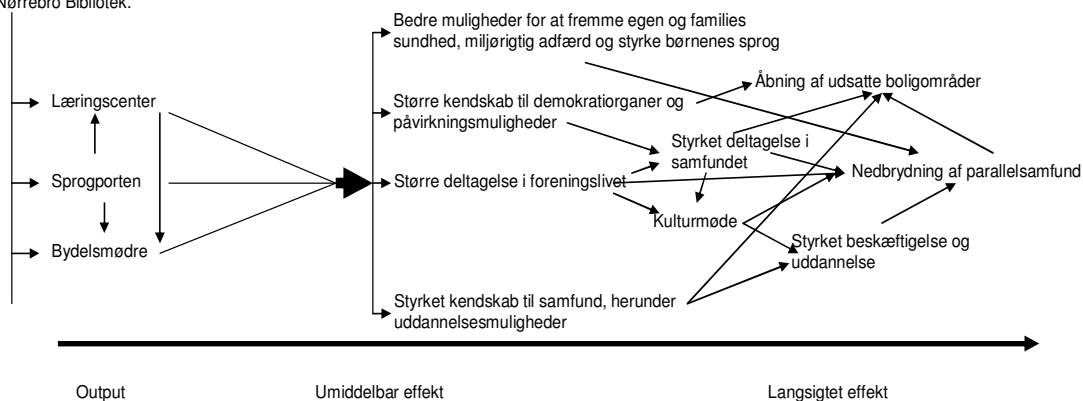 Nørrebro Bibliotek.
Bedre muligheder for at fremme egen og families
sundhed, miljørigtig adfærd og styrke børnenes sprog
Åbning af udsatte boligområder
Læringscenter
Større kendskab til demokratiorganer og
påvirkningsmuligheder
Styrket deltagelse i
samfundet
Sprogporten
Større deltagelse i foreningslivet
Nedbrydning af parallelsamfund
Kulturmøde
Bydelsmødre
Styrket beskæftigelse og
uddannelse
Styrket kendskab til samfund, herunder
uddannelsesmuligheder
Output
Umiddelbar effekt
Langsigtet effekt